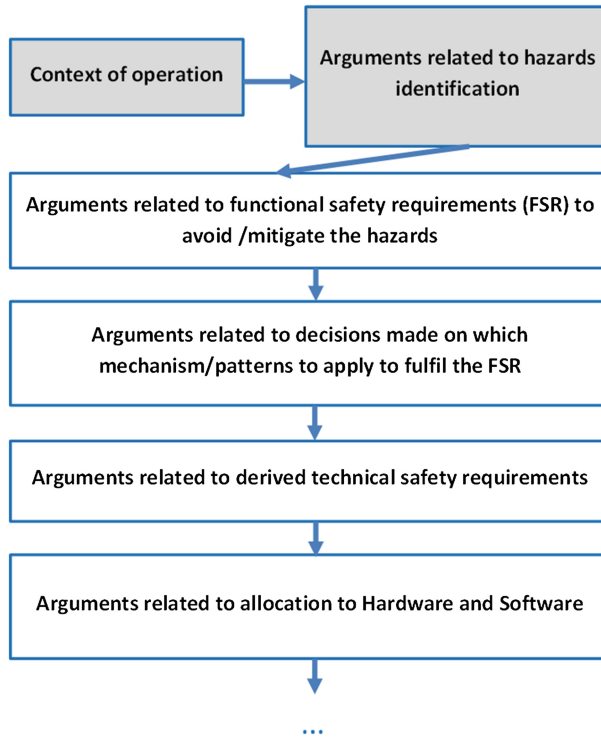 Context of operation
Arguments related to hazards
identification
Arguments related to functional safety requirements (FSR) to
avoid /mitigate the hazards
Arguments related to decisions made on which
mechanism/patterns to apply to fulfil the FSR
Arguments related to derived technical safety requirements
Arguments related to allocation to Hardware and Software
...